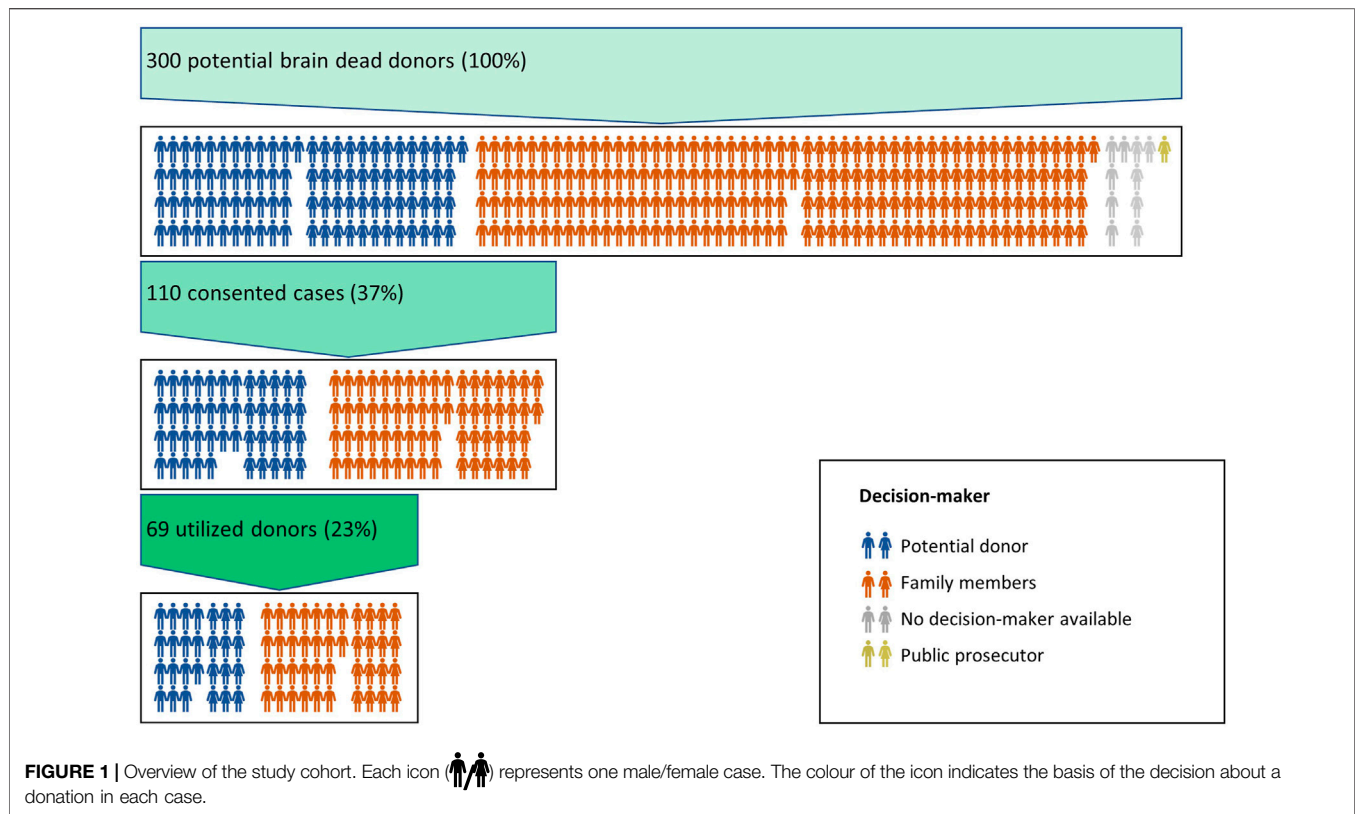 300 potential brain dead donors (100%)
110 consented cases (37%)
69 utilized donors (23%)
Decision-maker
Potential donor
Family members
No decision-maker available
Public prosecutor
FIGURE 1 | Overview of the study cohort. Each icon ( / ) represents one male/female case. The colour of the icon indicates the basis of the decision about a
donation in each case.